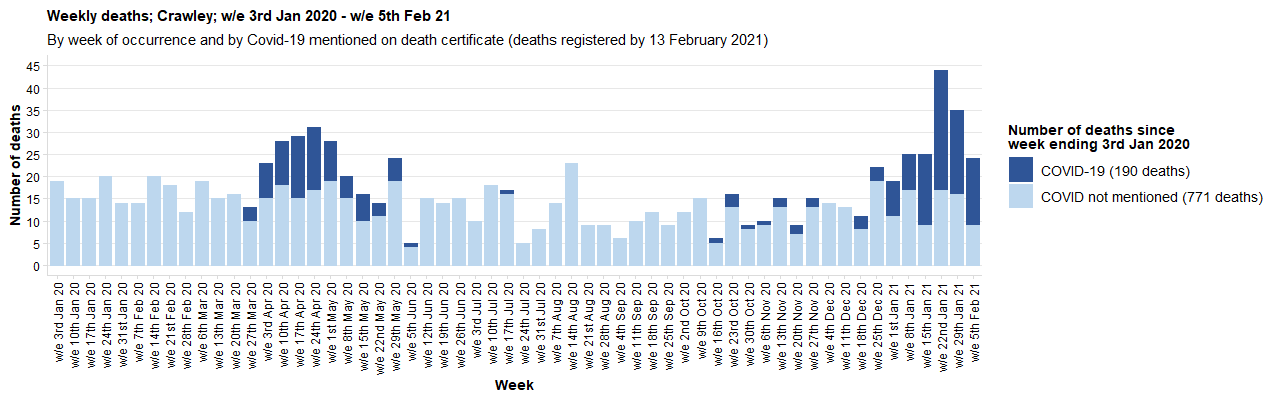 Weekly deaths; Crawley; w/e 3rd Jan 2020 - w/e 5th Feb 21
By week of occurrence and by Covid-19 mentioned on death certificate (deaths registered by 13 February 2021)
Number of deaths
45
40
35
30
25
20
15
10
5
0
w/e 3rd Jan 20
w/e 10th Jan 20
w/e 17th Jan 20
w/e 24th Jan 20
w/e 31st Jan 20
w/e 7th Feb 20
w/e 14th Feb 20
w/e 21st Feb 20
w/e 28th Feb 20
w/e 6th Mar 20
w/e 13th Mar 20
w/e 20th Mar 20
w/e 27th Mar 20
w/e 3rd Apr 20
w/e 10th Apr 20
w/e 17th Apr 20
w/e 24th Apr 20
w/e 1st May 20
w/e 8th May 20
w/e 15th May 20
w/e 22nd May 20
w/e 29th May 20
w/e 5th Jun 20
w/e 12th Jun 20
w/e 19th Jun 20
w/e 26th Jun 20
w/e 3rd Jul 20
w/e 10th Jul 20
w/e 17th Jul 20
w/e 24th Jul 20
w/e 31st Jul 20
w/e 7th Aug 20
w/e 14th Aug 20
w/e 21st Aug 20
w/e 28th Aug 20
w/e 4th Sep 20
w/e 11th Sep 20
w/e 18th Sep 20
w/e 25th Sep 20
w/e 2nd Oct 20
w/e 9th Oct 20
w/e 16th Oct 20
w/e 23rd Oct 20
w/e 30th Oct 20
w/e 6th Nov 20
w/e 13th Nov 20
w/e 20th Nov 20
w/e 27th Nov 20
w/e 4th Dec 20
w/e 11th Dec 20
w/e 18th Dec 20
w/e 25th Dec 20
w/e 1st Jan 21
w/e 8th Jan 21
w/e 15th Jan 21
w/e 22nd Jan 21
w/e 29th Jan 21
w/e 5th Feb 21
Week
Number of deaths since
week ending 3rd Jan 2020
COVID-19 (190 deaths)
COVID not mentioned (771 deaths)